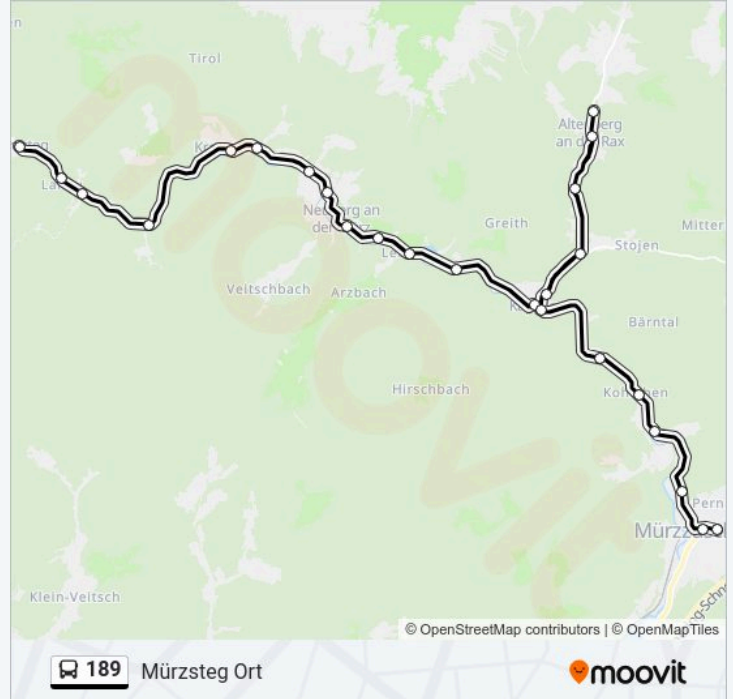 Tirol
an der Rax
Greith
Mitter
Stojen
Veitschbach
Arzbach
Bärntal
Hirschbach
Pern
Klein-Veitsch
© OpenStreetMap contributors | © OpenMapTiles
189
Mürzsteg Ort
moovit